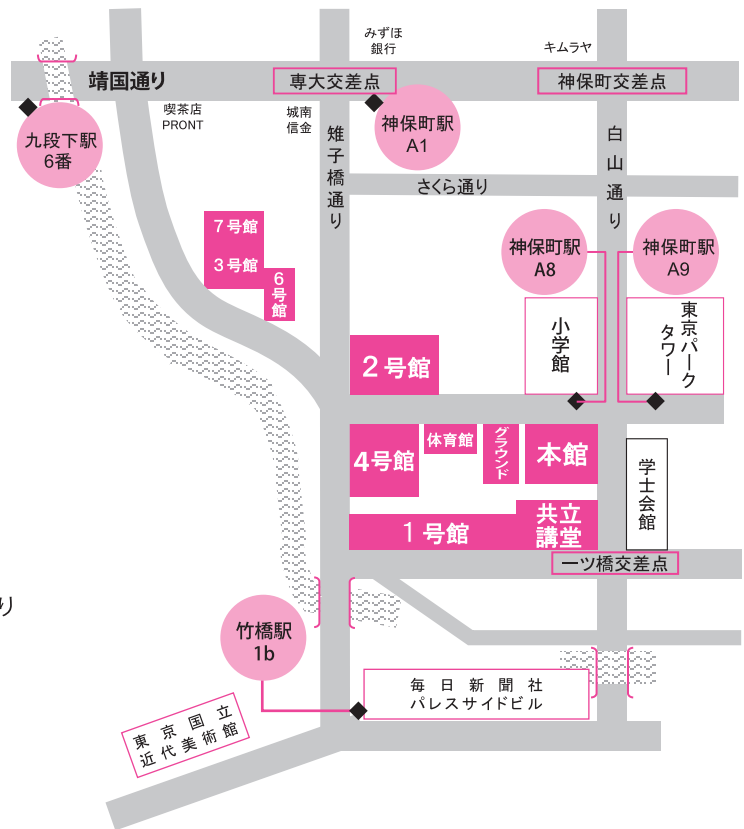 みずほ
銀行
キムラヤ
靖国通り
専大交差点
神保町交差点
喫茶店
PRONT
城南
信金
九段下駅
6番
神保町駅
A1
雉子橋通り
白山通り
さくら通り
7号館
3号館
6号館
神保町駅
A8
神保町駅
A9
小学館
東京パーク
タワー
2号館
4号館
体育館
グラウンド
本館
学士会館
1号館
共立
講堂
一ツ橋交差点
り
竹橋駅
1b
毎日新聞社
パレスサイドビル
東京国立
近代美術館